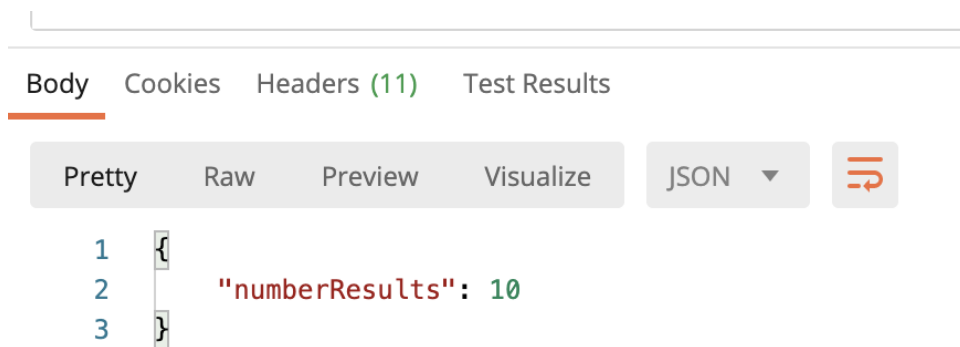 Body Cookies Headers (11) Test Results
Pretty Raw Preview Visualize JSON
1 {
2 "numberResults": 10
3 }